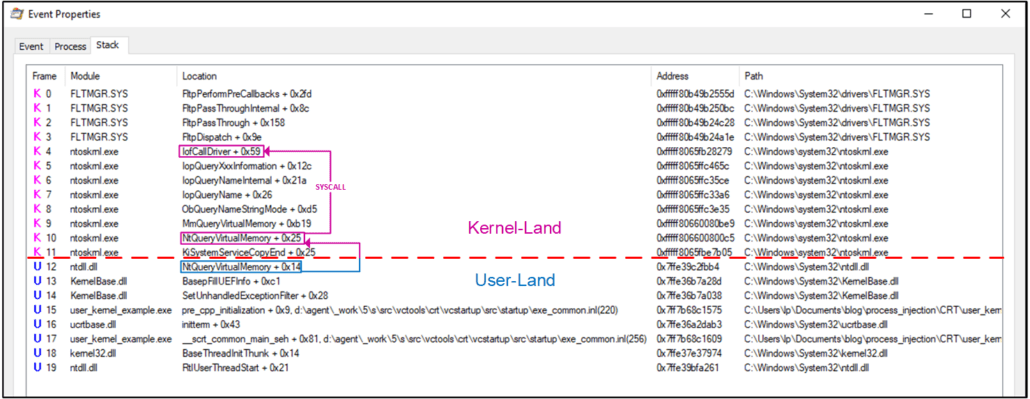 Event Properties
Event Process Stack
Frame Module Location Address Path
K 0 FLTMGR.SYS FltpPerformPreCallbacks + 0x2fd 0xfffff80b49b2555d C:\Windows\System32\drivers\FLTMGR.SYS
K 1 FLTMGR.SYS FltpPassThroughInternal + 0x8c 0xfffff80b49b250bc C:\Windows\System32\drivers\FLTMGR.SYS
K 2 FLTMGR.SYS FltpPassThrough + 0x158 0xfffff80b49b24c28 C:\Windows\System32\drivers\FLTMGR.SYS
K 3 FLTMGR.SYS FltpDispatch + 0x9e 0xfffff80b49b24a1e C:\Windows\System32\drivers\FLTMGR.SYS
K 4 ntoskrnl.exe IofCallDriver + 0x59 0xfffff8065fb28279 C:\Windows\system32\ntoskrnl.exe
K 5 ntoskrnl.exe IopQueryXxxInformation + 0x12c 0xfffff8065ffc465c C:\Windows\system32\ntoskrnl.exe
K 6 ntoskrnl.exe IopQueryNameInternal + 0x21a 0xfffff8065ffc35ce C:\Windows\system32\ntoskrnl.exe
K 7 ntoskrnl.exe IopQueryName + 0x26 0xfffff8065ffc33a6 C:\Windows\system32\ntoskrnl.exe
SYSCALL
K 8 ntoskrnl.exe ObQueryNameStringMode + 0xd5 0xfffff8065ffc3e35 C:\Windows\system32\ntoskrnl.exe
K 9 ntoskrnl.exe MmQueryVirtualMemory + 0xb19 0xfffff80660080be9 C:\Windows\system32\ntoskrnl.exe
Kernel-Land
K 10 ntoskrnl.exe NtQueryVirtualMemory + 0x25 0xfffff806600800c5 C:\Windows\system32\ntoskrnl.exe
K 11 ntoskrnl.exe KiSystemServiceCopyEnd + 0x25 0xfffff8065fbe7b05 C:\Windows\system32\ntoskrnl.exe
U 12 ntdll.dll NtQueryVirtualMemory + 0x14 0x7ffe39c2fbb4 C:\Windows\System32\ntdll.dll
User-Land
U 13 KernelBase.dll BasepFillUEFInfo + 0xc1 0x7ffe36b7a28d C:\Windows\System32\KernelBase.dll
U 14 KernelBase.dll SetUnhandledExceptionFilter + 0x28 0x7ffe36b7a038 C:\Windows\System32\KernelBase.dll
U 15 user_kernel_example.exe pre_cpp_initialization + 0x9, d:\agent\_work\5\s\src\vctools\crt\vcstartup\src\startup\exe_common.inl(220) 0x7ff7b68c1575 C:\Users\lp\Documents\blog\process_injection\CRT\user_kern
U 16 ucrtbase.dll initterm + 0x43 0x7ffe36a2dab3 C:\Windows\System32\ucrtbase.dll
U 17 user_kernel_example.exe __scrt_common_main_seh + 0x81, d:\agent\_work\5\s\src\vctools\crt\vcstartup\src\startup\exe_common.inl(256) 0x7ff7b68c1609 C:\Users\lp\Documents\blog\process_injection\CRT\user_kern
U 18 kernel32.dll BaseThreadInitThunk + 0x14 0x7ffe37e37974 C:\Windows\System32\kernel32.dll
U 19 ntdll.dll RtlUserThreadStart + 0x21 0x7ffe39bfa261 C:\Windows\System32\ntdll.dll